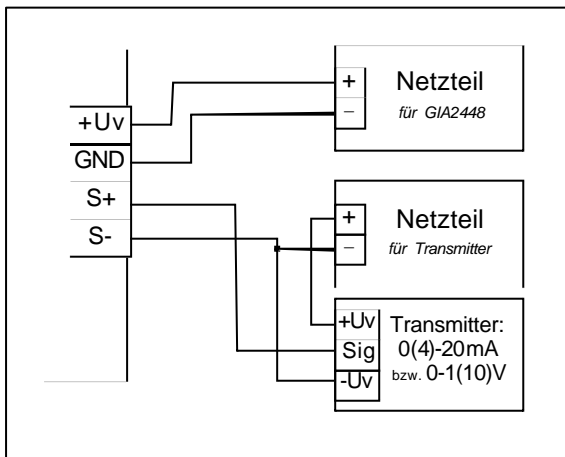 +Uv
GND
S+
S-
+
−
Netzteil
für GIA2448
+
−
Netzteil
für Transmitter
+Uv
Sig
-Uv
Transmitter:
0(4)-20mA
bzw. 0-1(10)V